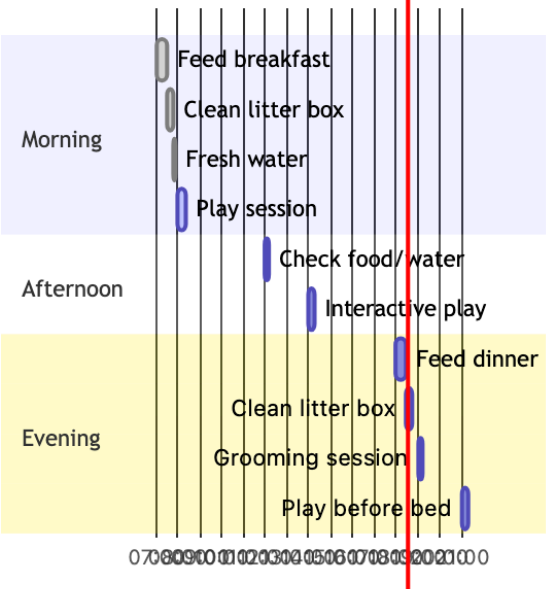 Feed breakfast
Clean litter box
Morning
Fresh water
Play session
Check food/water
Afternoon
Interactive play
Feed dinner
Clean litter box
Evening
Grooming session
Play before bed